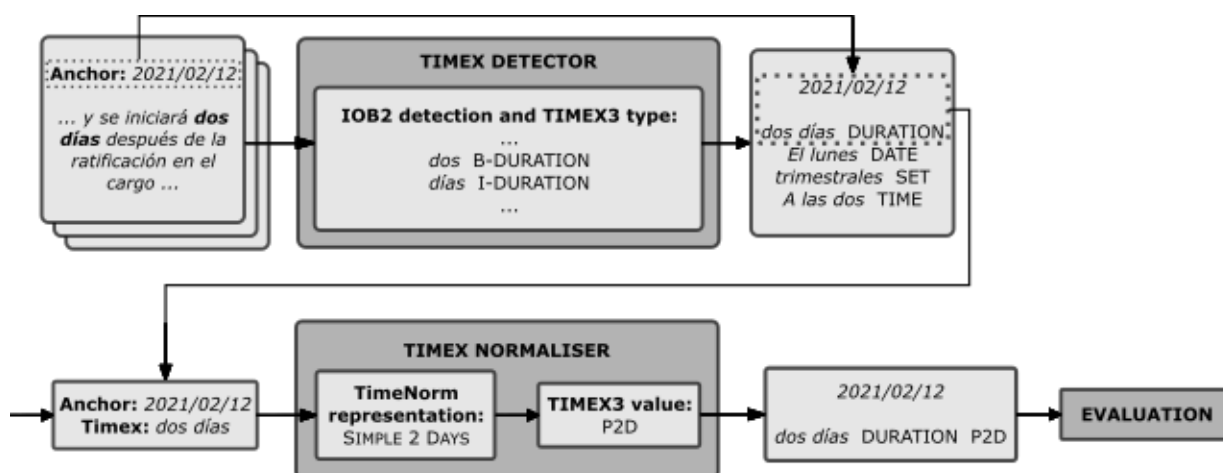 Anchor: 2021/02/12
... y se iniciará dos
días después de la
ratificación en el
cargo ...
TIMEX DETECTOR
IOB2 detection and TIMEX3 type:
...
dos B-DURATION
días I-DURATION
...
2021/02/12
dos días DURATION
El lunes DATE
trimestrales SET
A las dos TIME
Anchor: 2021/02/12
Timex: dos días
TIMEX NORMALISER
TimeNorm
representation:
SIMPLE 2 DAYS
TIMEX3 value:
P2D
2021/02/12
dos días DURATION P2D
EVALUATION